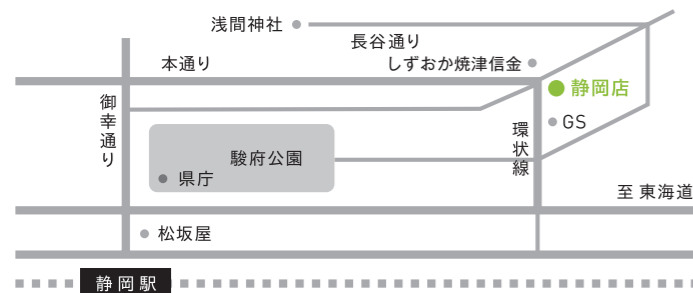 浅間神社
長谷通り
本通り
しずおか焼津信金
静岡店
御幸通り
GS
環状線
駿府公園
県庁
至 東海道
松坂屋
静岡駅